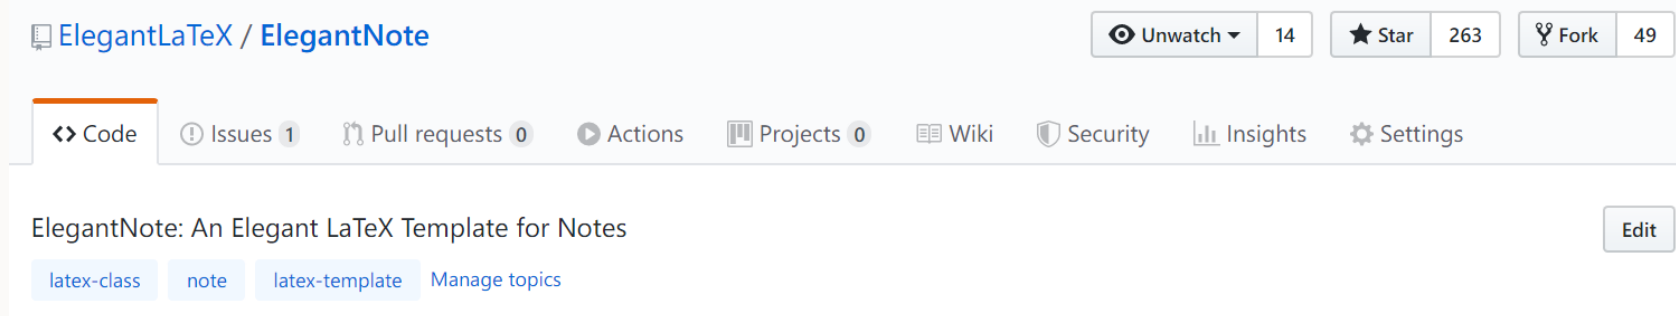 ElegantLaTeX / ElegantNote Unwatch 14 Star 263 Fork 49
Code Issues 1 Pull requests 0 Actions Projects 0 Wiki Security Insights Settings
ElegantNote: An Elegant LaTeX Template for Notes Edit
latex-class note latex-template Manage topics